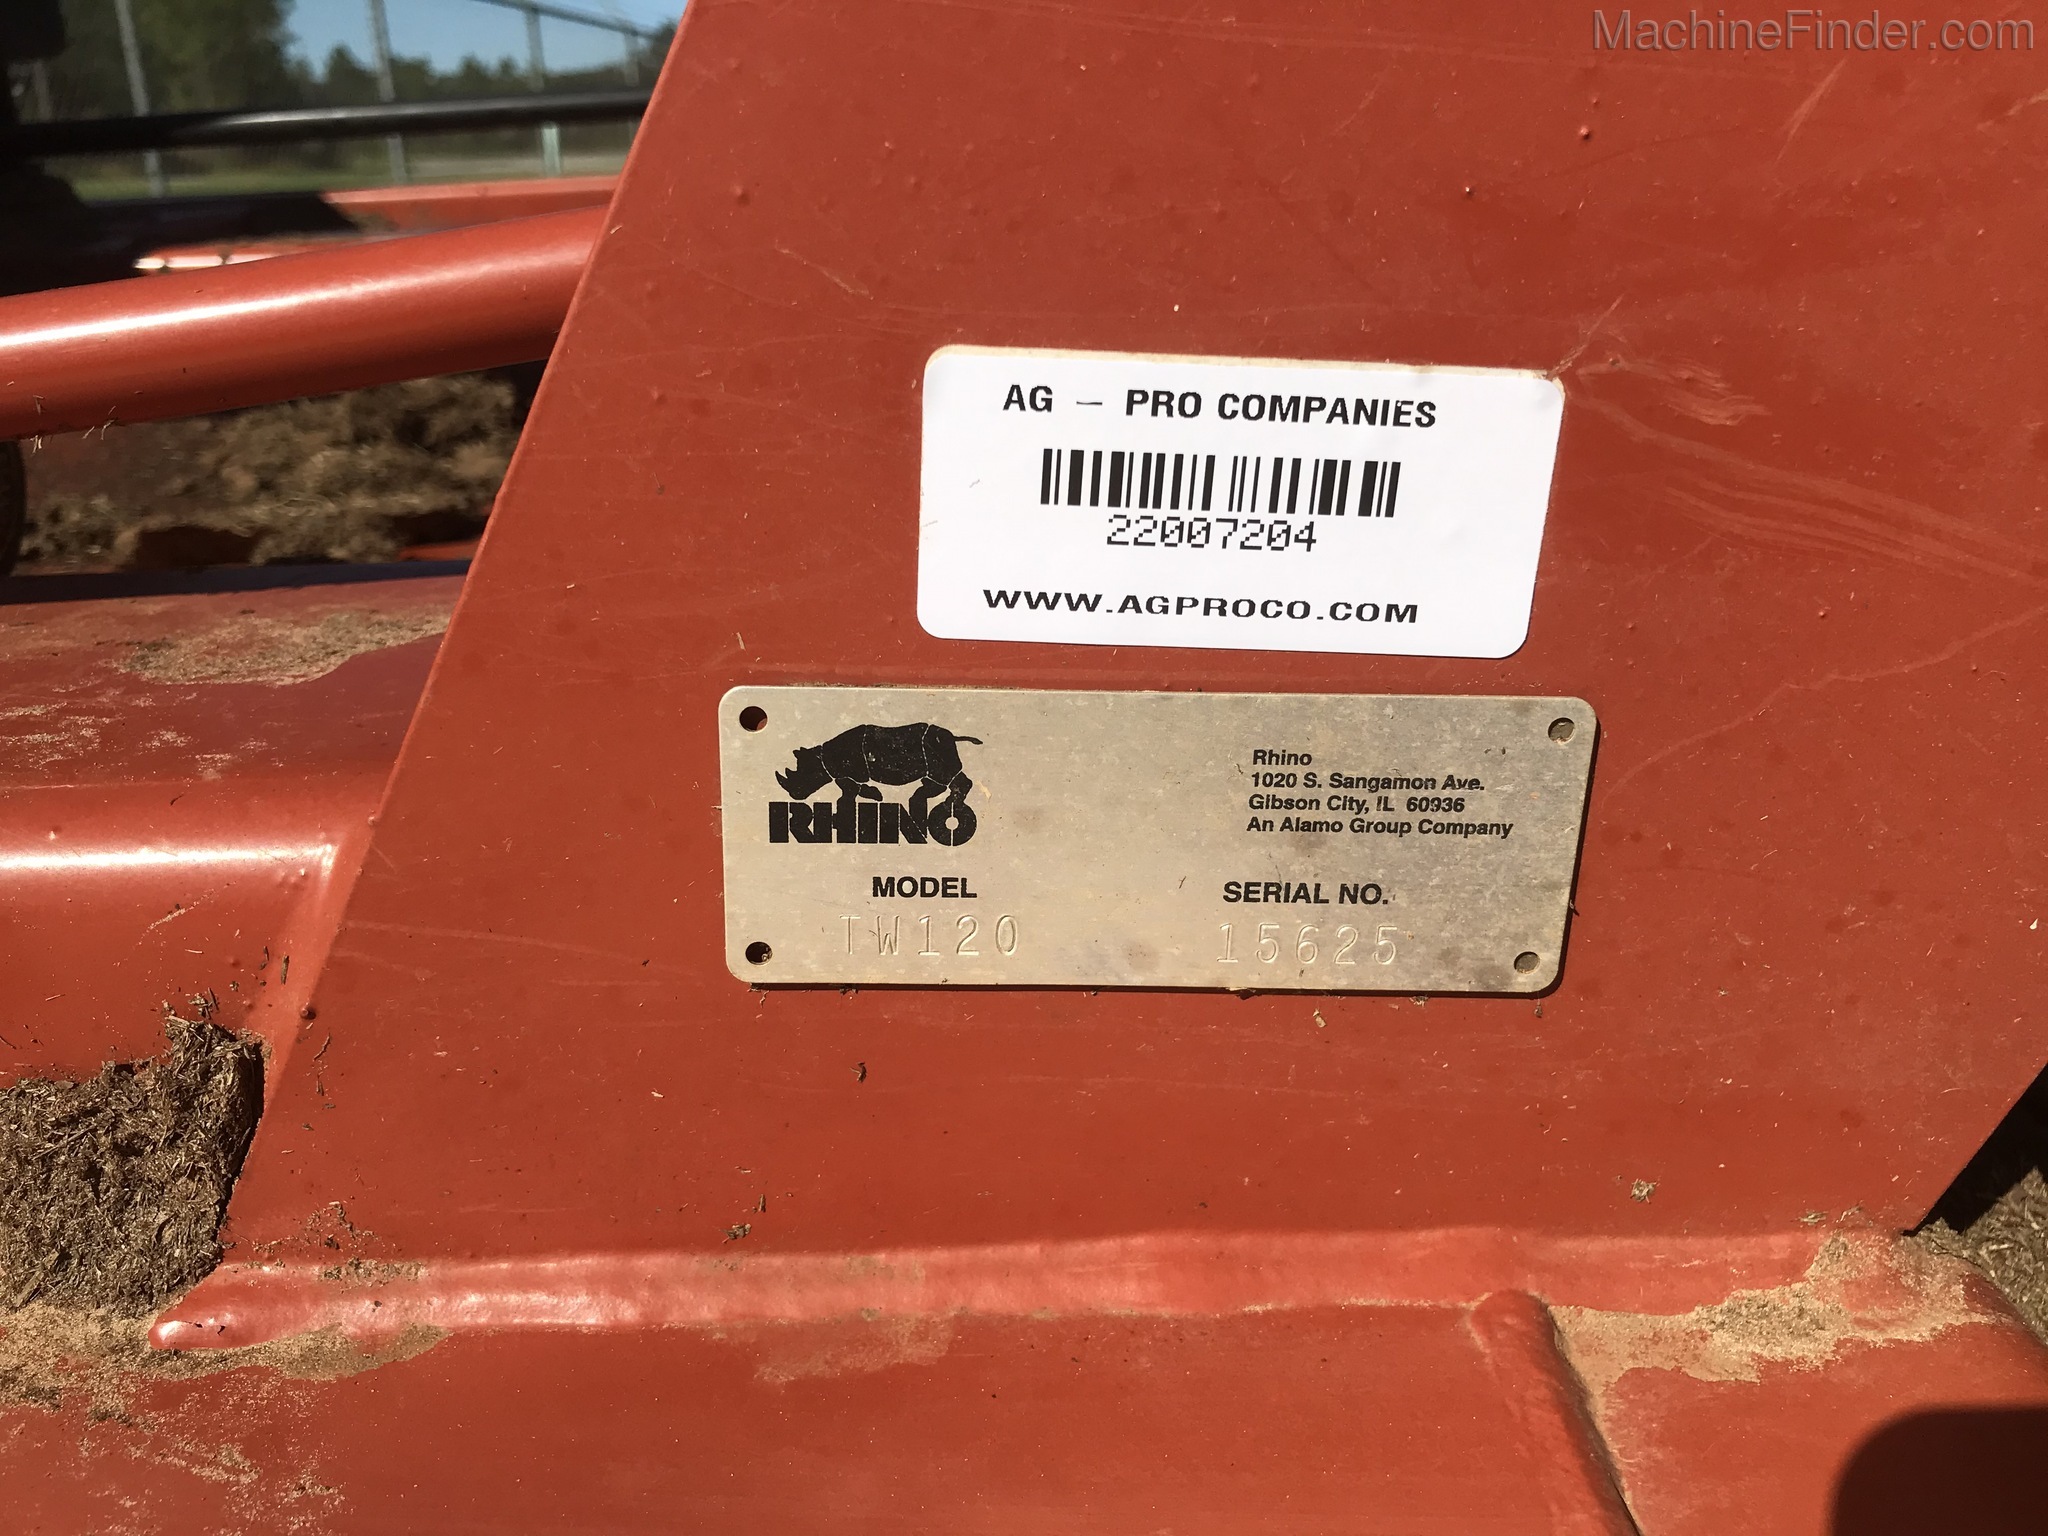 MachineFinder.com
AG – PRO COMPANIES
22007204
WWW.AGPROCO.COM
RHINO
Rhino
1020 S. Sangamon Ave.
Gibson City, IL 60936
An Alamo Group Company
MODEL SERIAL NO.
TW120 15625